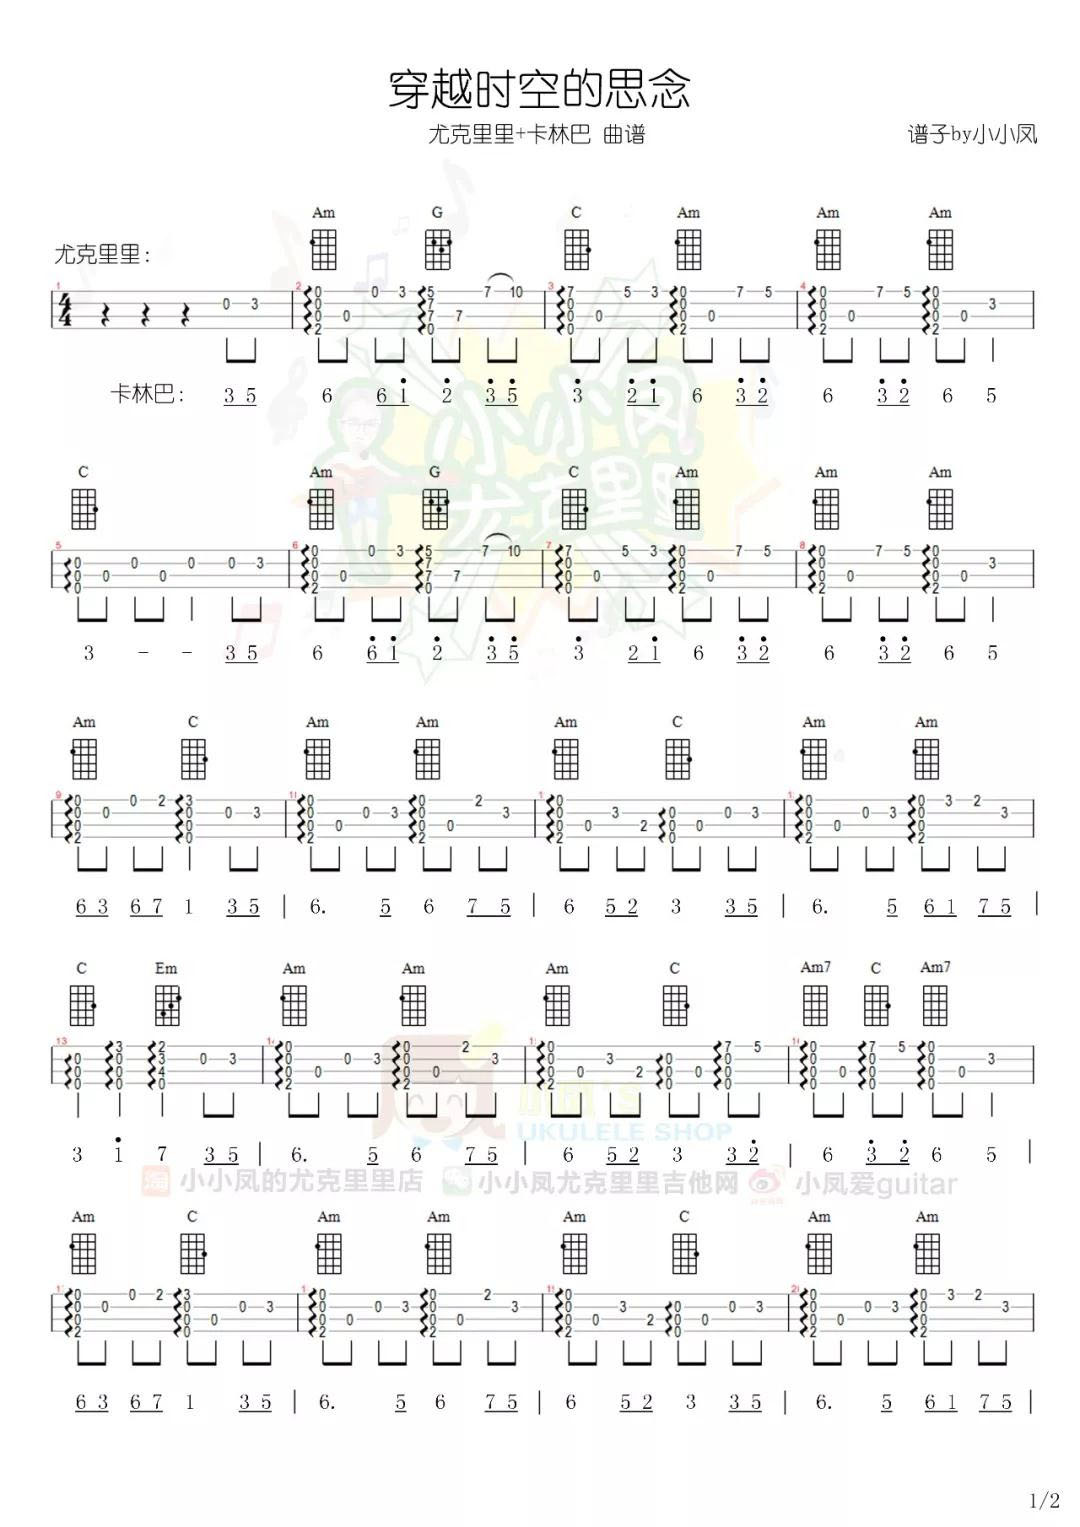 穿越时空的思念
尤克里里+卡林巴 曲谱
谱子by小小凤
Am G C Am Am Am
尤克里里:
卡林巴: 3 5 6 6 1 2 3 5 3 2 1 6 3 2 6 3 2 6 5
C Am G C Am Am Am
3 - - 3 5 6 6 1 2 3 5 3 2 1 6 3 2 6 3 2 6 5
Am C Am Am Am C Am Am
6 3 6 7 1 3 5 | 6. 5 6 7 5 | 6 5 2 3 3 5 | 6. 5 6 1 7 5 |
C Em Am Am Am C Am7 C Am7
小凤's
UKULELE SHOP
3 1 7 3 5 | 6. 5 6 7 5 | 6 5 2 3 3 2 | 6 3 2 6 5 |
淘 小小凤的尤克里里店 小小凤尤克里里吉他网 小凤爱guitar
Am C Am Am Am C Am Am
6 3 6 7 1 3 5 | 6. 5 6 7 5 | 6 5 2 3 3 5 | 6. 5 6 1 7 5 |
1/2